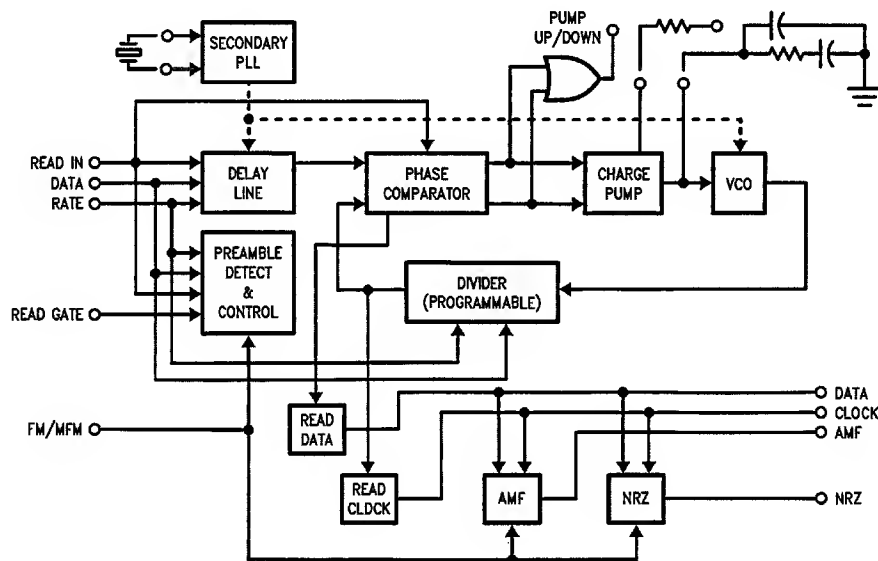 PUMP
UP/DOWN
SECONDARY
PLL
READ IN
DATA
RATE
DELAY
LINE
PHASE
COMPARATOR
CHARGE
PUMP
VCO
PREAMBLE
DETECT
&
CONTROL
DIVIDER
(PROGRAMMABLE)
READ GATE
FM/MFM
READ
DATA
DATA
CLOCK
AMF
READ
CLOCK
AMF
NRZ
NRZ